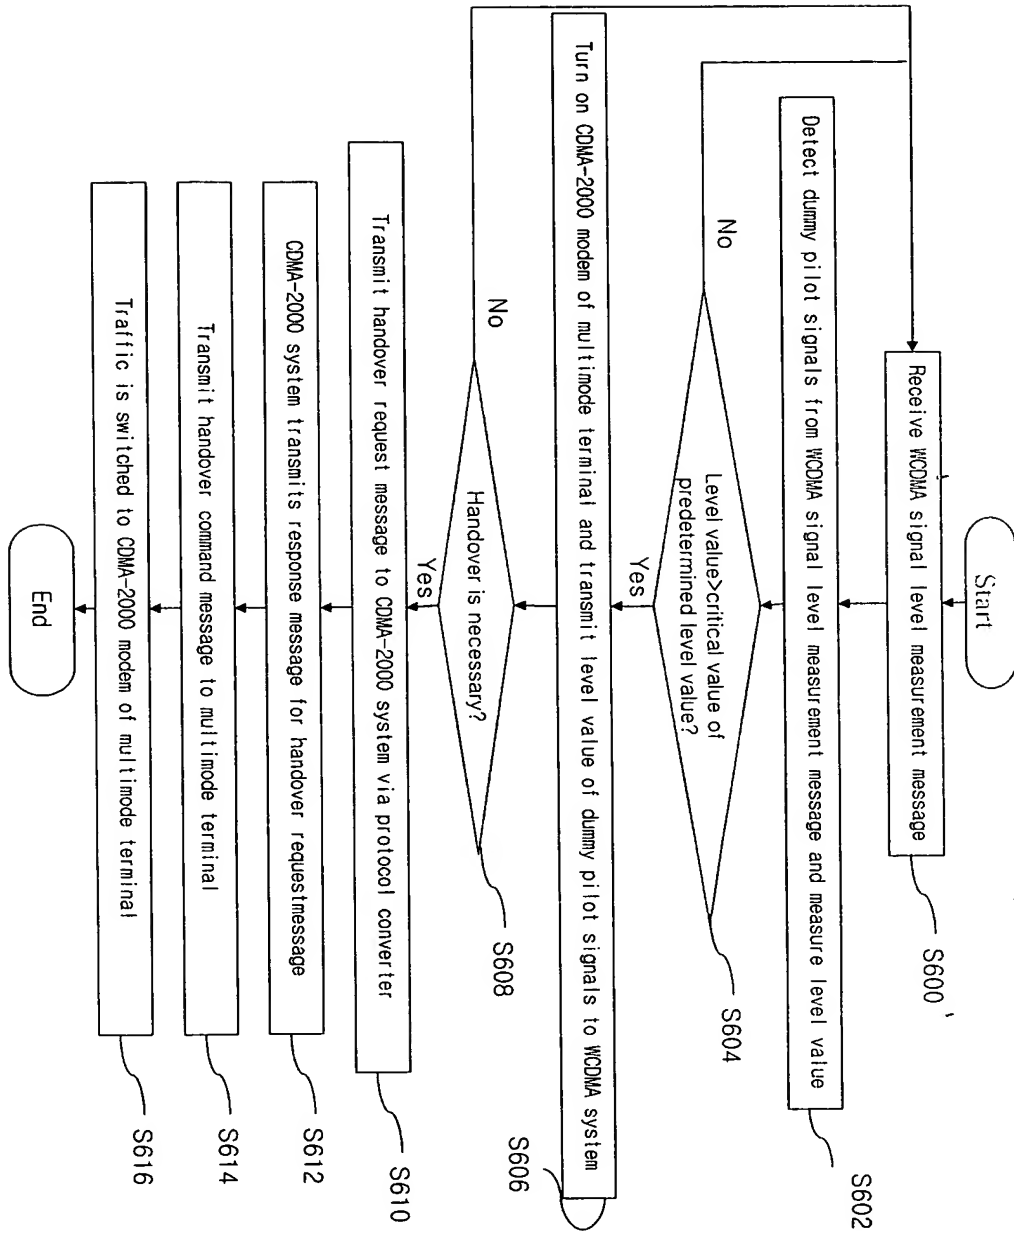 Start
Receive WCDMA signal level measurement message
S600
Detect dummy pilot signals from WCDMA signal level measurement message and measure level value
S602
Level value>critical value of
predetermined level value?
S604
No
Yes
Turn on CDMA-2000 modem of multimode terminal and transmit level value of dummy pilot signals to WCDMA system
S606
Handover is necessary?
S608
No
Yes
Transmit handover request message to CDMA-2000 system via protocol converter
S610
CDMA-2000 system transmits response message for handover requestmessage
S612
Transmit handover command message to multimode terminal
S614
Traffic is switched to CDMA-2000 modem of multimode terminal
S616
End